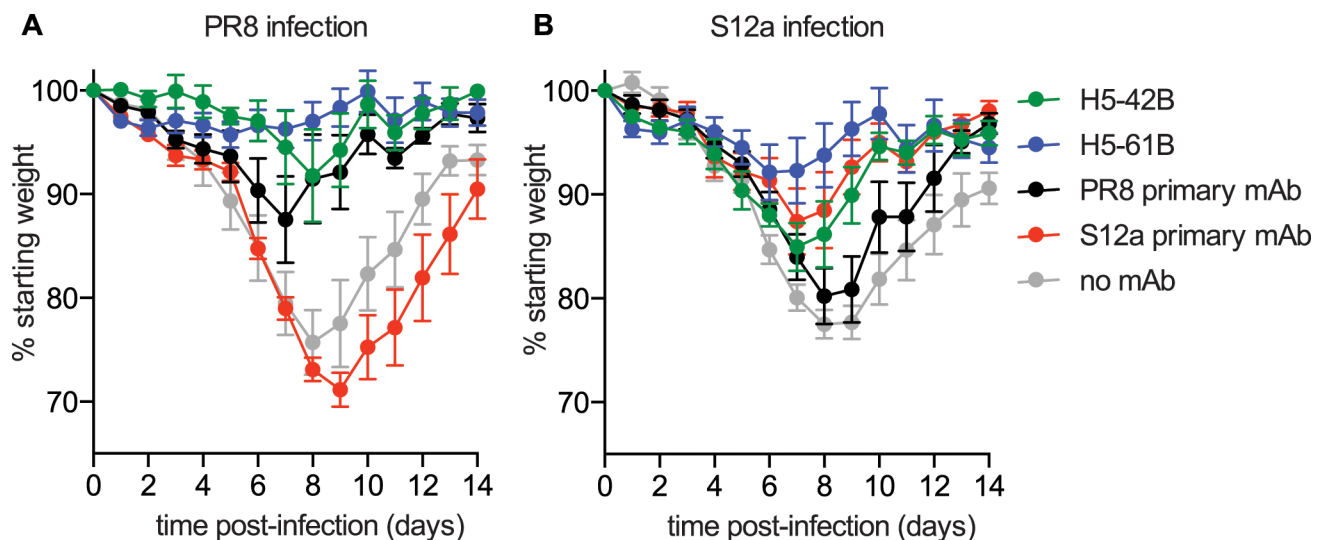 A
PR8 infection
B
S12a infection
100
90
80
70
% starting weight
0 2 4 6 8 10 12 14
time post-infection (days)
100
90
80
70
% starting weight
0 2 4 6 8 10 12 14
time post-infection (days)
H5-42B
H5-61B
PR8 primary mAb
S12a primary mAb
no mAb